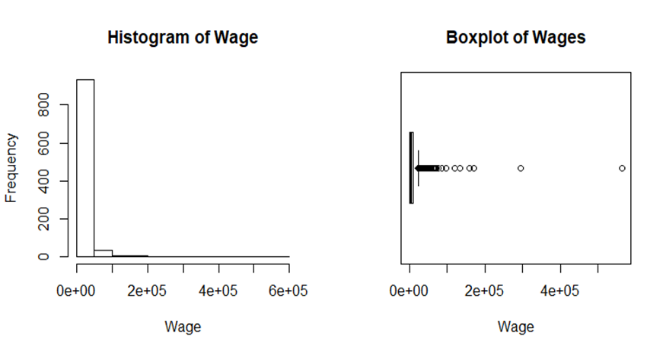 Histogram of Wage
Frequency
800
600
400
200
0
0e+00 2e+05 4e+05 6e+05
Wage
Boxplot of Wages
0e+00 2e+05 4e+05
Wage